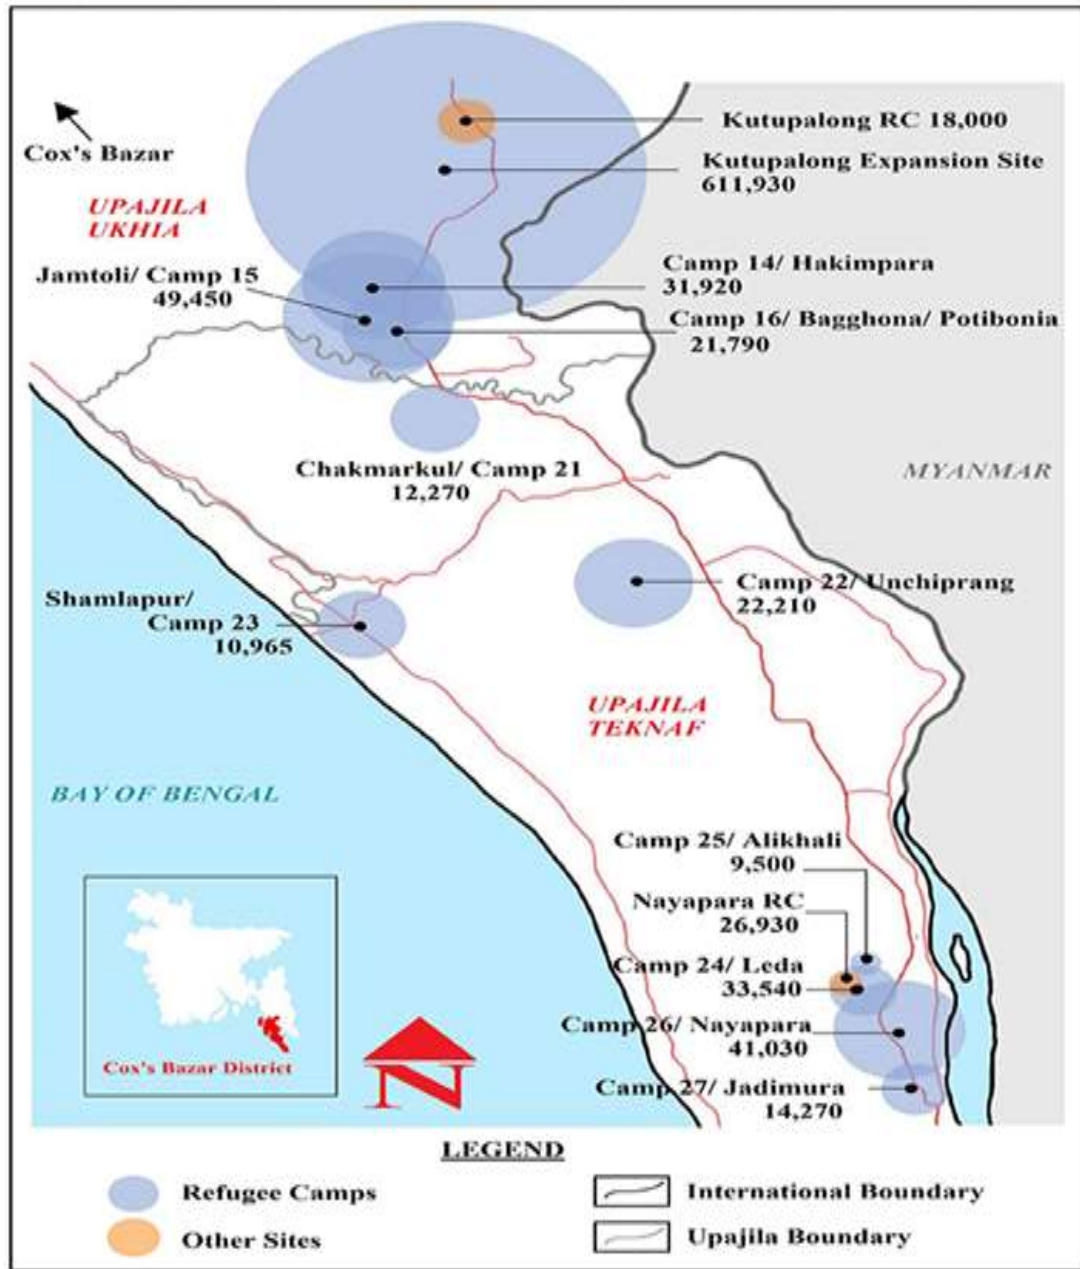 Kutupalong RC 18,000
Cox's Bazar
Kutupalong Expansion Site
611,930
UPAJILA
UKHIA
Camp 14/ Hakimpara
31,920
Jamtoli/ Camp 15
49,450
Camp 16/ Bagghona/ Potibonia
21,790
Chakmarkul/ Camp 21
12,270
MYANMAR
Camp 22/ Unchiprang
22,210
Shamlapur/
Camp 23
10,965
UPAJILA
TEKNAF
BAY OF BENGAL
Camp 25/ Alikhali
9,500
Nayapara RC
26,930
Camp 24/ Leda
33,540
Camp 26/ Nayapara
41,030
Camp 27/ Jadimura
14,270
Cox's Bazar District
N
LEGEND
Refugee Camps
International Boundary
Other Sites
Upajila Boundary